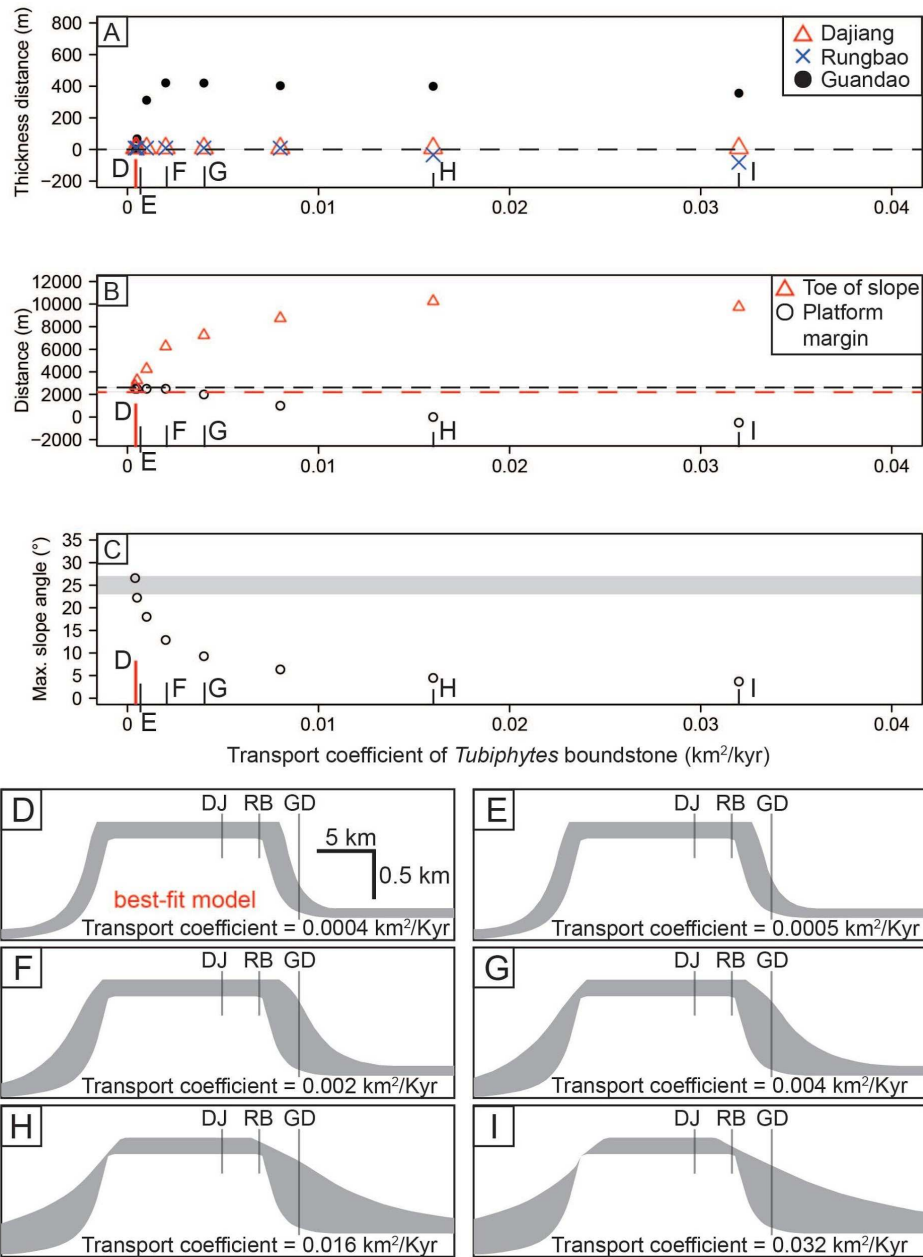 A
Thickness distance (m)
800
600
400
200
0
−200
Dajiang
Rungbao
Guandao
D
E
F
G
H
I
0
0.01
0.02
0.03
0.04
B
Distance (m)
12000
10000
8000
6000
4000
2000
0
−2000
Toe of slope
Platform
margin
D
E
F
G
H
I
0
0.01
0.02
0.03
0.04
C
Max. slope angle (°)
35
30
25
20
15
10
5
0
D
E
F
G
H
I
0
0.01
0.02
0.03
0.04
Transport coefficient of Tubiphytes boundstone (km²/kyr)
D
DJ RB GD
5 km
0.5 km
best-fit model
Transport coefficient = 0.0004 km²/Kyr
E
DJ RB GD
Transport coefficient = 0.0005 km²/Kyr
F
DJ RB GD
Transport coefficient = 0.002 km²/Kyr
G
DJ RB GD
Transport coefficient = 0.004 km²/Kyr
H
DJ RB GD
Transport coefficient = 0.016 km²/Kyr
I
DJ RB GD
Transport coefficient = 0.032 km²/Kyr